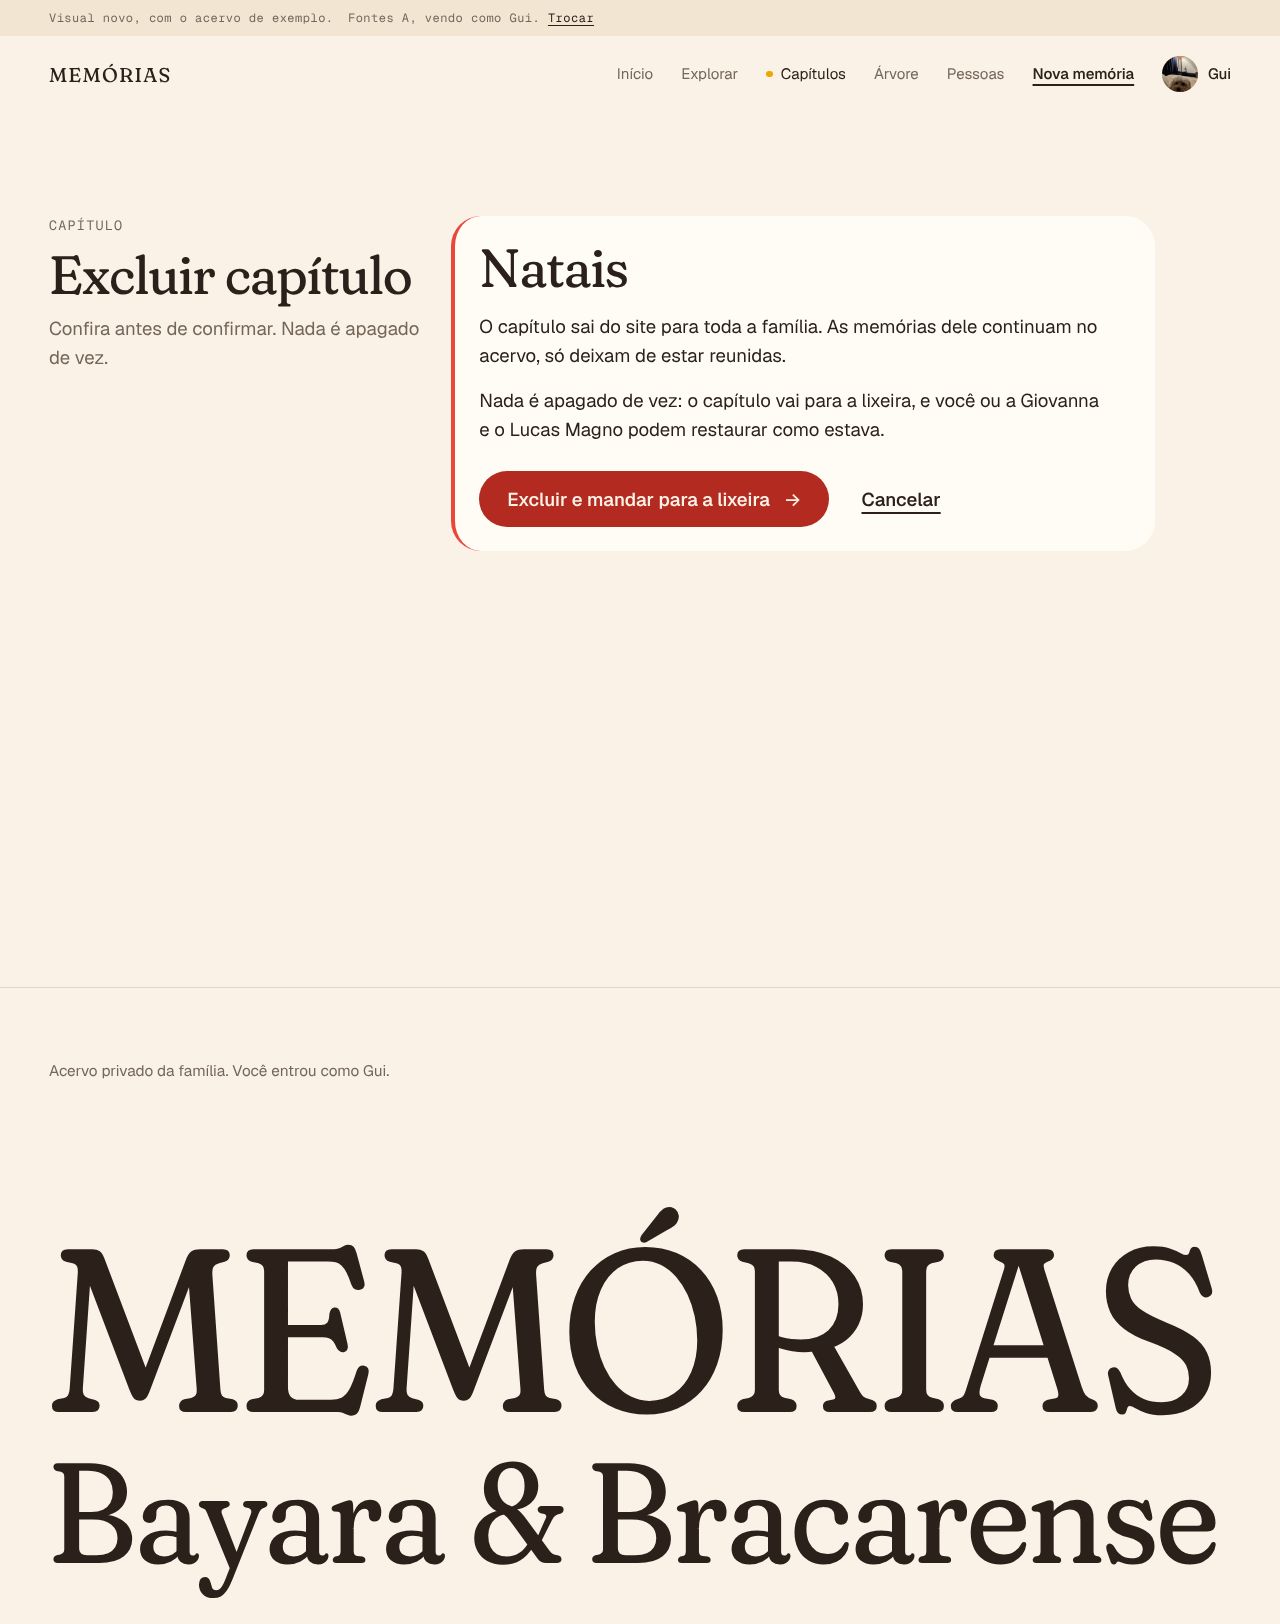 Visual novo, com o acervo de exemplo. Fontes A, vendo como Gui. Trocar
MEMÓRIAS
Início Explorar Capítulos Árvore Pessoas Nova memória Gui
CAPÍTULO
Excluir capítulo
Confira antes de confirmar. Nada é apagado
de vez.
Natais
O capítulo sai do site para toda a família. As memórias dele continuam no
acervo, só deixam de estar reunidas.
Nada é apagado de vez: o capítulo vai para a lixeira, e você ou a Giovanna
e o Lucas Magno podem restaurar como estava.
Excluir e mandar para a lixeira →
Cancelar
Acervo privado da família. Você entrou como Gui.
MEMÓRIAS
Bayara & Bracarense